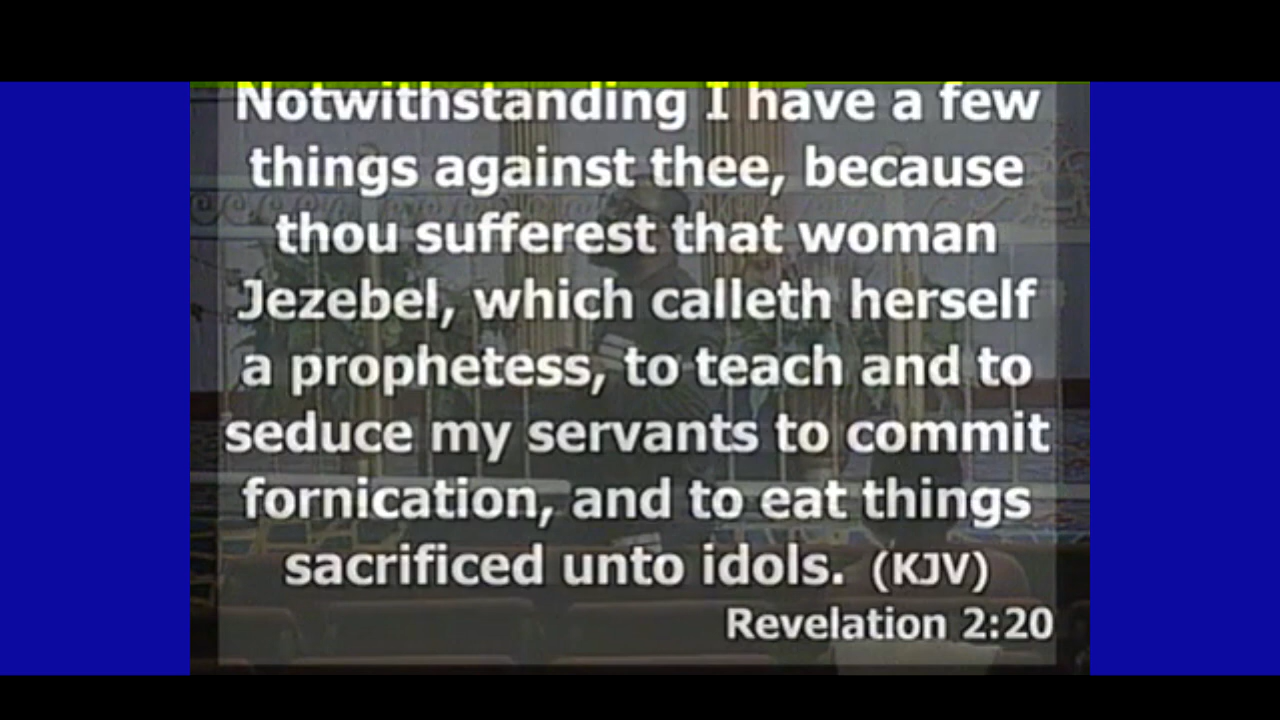 Notwithstanding I have a few
things against thee, because
thou sufferest that woman
Jezebel, which calleth herself
a prophetess, to teach and to
seduce my servants to commit
fornication, and to eat things
sacrificed unto idols. (KJV)
Revelation 2:20